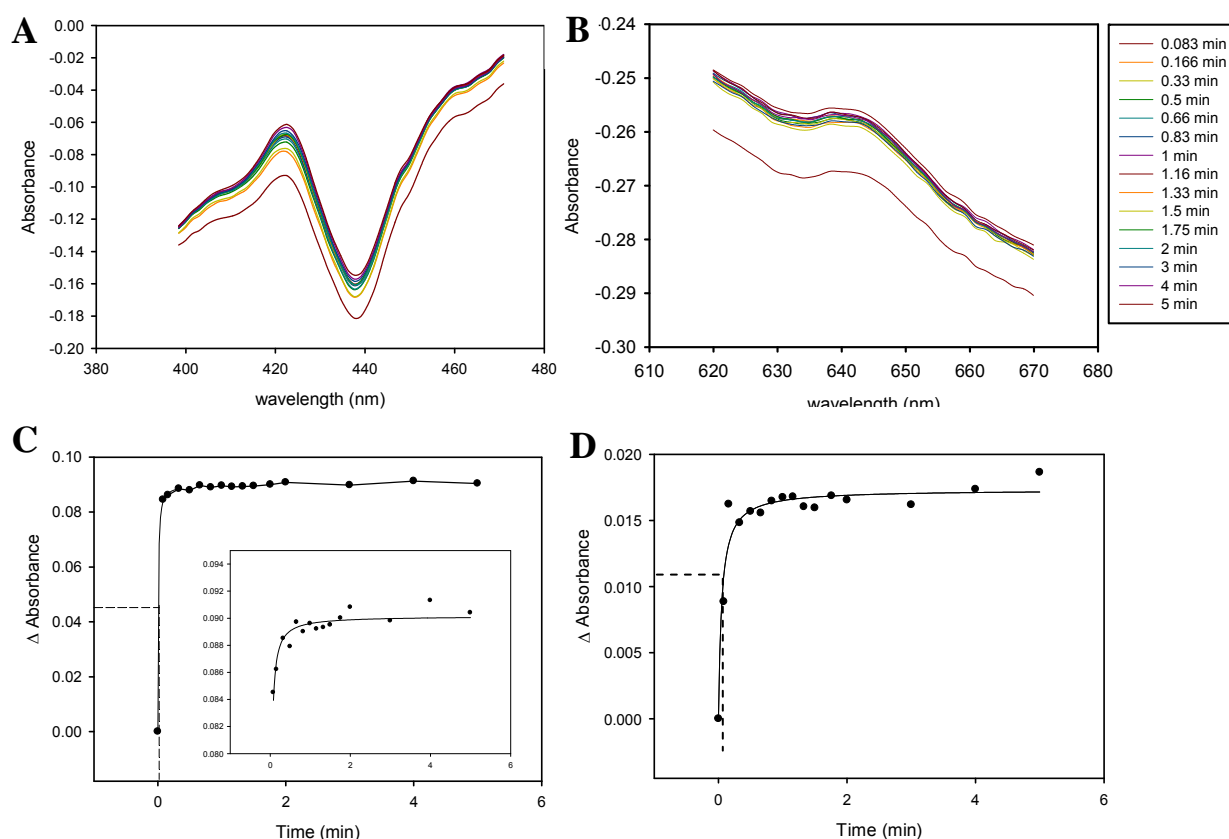 A
B
Absorbance
0.00
-0.02
-0.04
-0.06
-0.08
-0.10
-0.12
-0.14
-0.16
-0.18
-0.20
380
400
420
440
460
480
wavelength (nm)
Absorbance
-0.24
-0.25
-0.26
-0.27
-0.28
-0.29
-0.30
610
620
630
640
650
660
670
680
wavelength (nm)
0.083 min
0.166 min
0.33 min
0.5 min
0.66 min
0.83 min
1 min
1.16 min
1.33 min
1.5 min
1.75 min
2 min
3 min
4 min
5 min
C
Δ Absorbance
0.10
0.08
0.06
0.04
0.02
0.00
0
2
4
6
Time (min)
0.094
0.092
0.090
0.088
0.086
0.084
0.082
0.080
0
2
4
6
D
Δ Absorbance
0.020
0.015
0.010
0.005
0.000
0
2
4
6
Time (min)